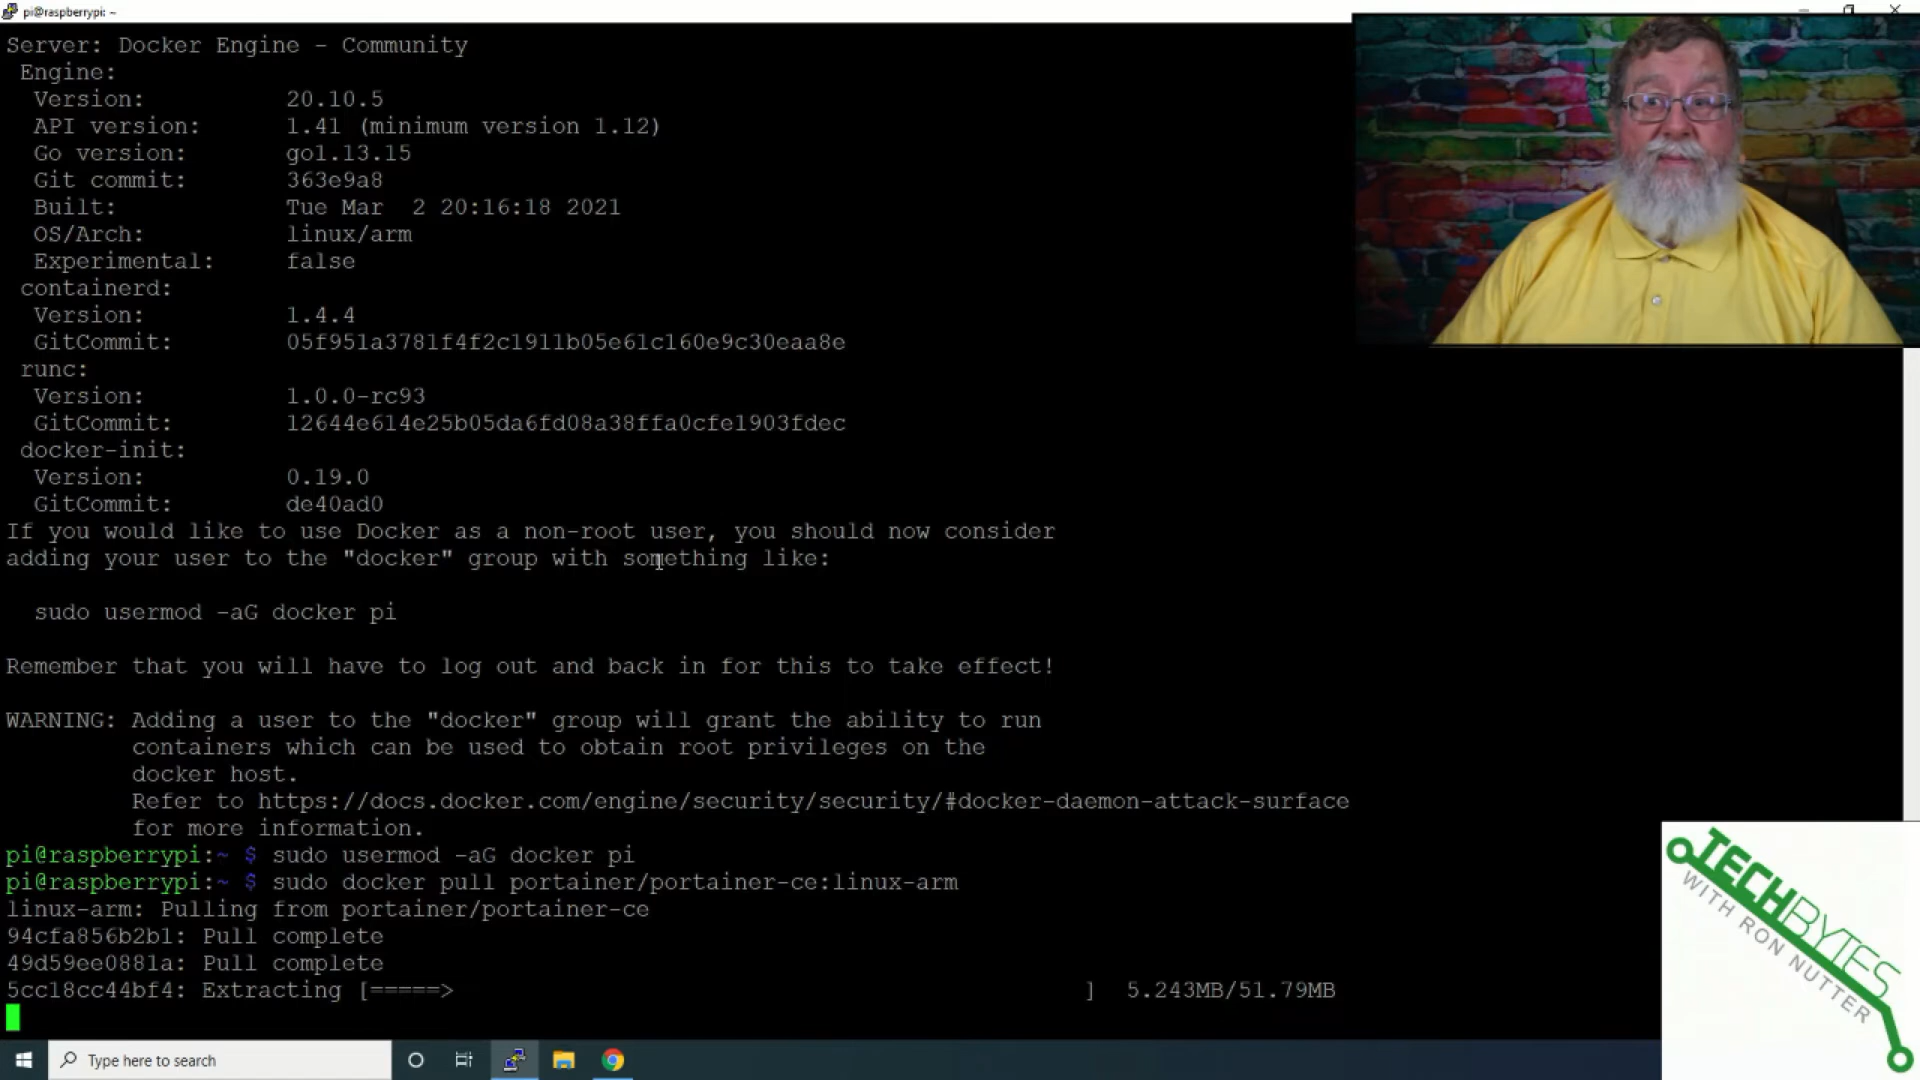 pi@raspberrypi: ~
Server: Docker Engine - Community
Engine:
Version: 20.10.5
API version: 1.41 (minimum version 1.12)
Go version: go1.13.15
Git commit: 363e9a8
Built: Tue Mar  2 20:16:18 2021
OS/Arch: linux/arm
Experimental: false
containerd:
Version: 1.4.4
GitCommit: 05f951a3781f4f2c1911b05e61c160e9c30eaa8e
runc:
Version: 1.0.0-rc93
GitCommit: 12644e614e25b05da6fd08a38ffa0cfe1903fdec
docker-init:
Version: 0.19.0
GitCommit: de40ad0
If you would like to use Docker as a non-root user, you should now consider
adding your user to the "docker" group with something like:
sudo usermod -aG docker pi
Remember that you will have to log out and back in for this to take effect!
WARNING: Adding a user to the "docker" group will grant the ability to run
containers which can be used to obtain root privileges on the
docker host.
Refer to https://docs.docker.com/engine/security/security/#docker-daemon-attack-surface
for more information.
pi@raspberrypi:~ $ sudo usermod -aG docker pi
pi@raspberrypi:~ $ sudo docker pull portainer/portainer-ce:linux-arm
linux-arm: Pulling from portainer/portainer-ce
94cfa856b2b1: Pull complete
49d59ee0881a: Pull complete
5cc18cc44bf4: Extracting [=====>                                             ]  5.243MB/51.79MB
TECHBYTES
WITH RON NUTTER
Type here to search